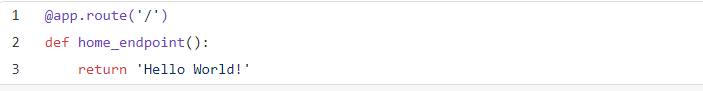 1 @app.route('/')
2 def home_endpoint():
3     return 'Hello World!'